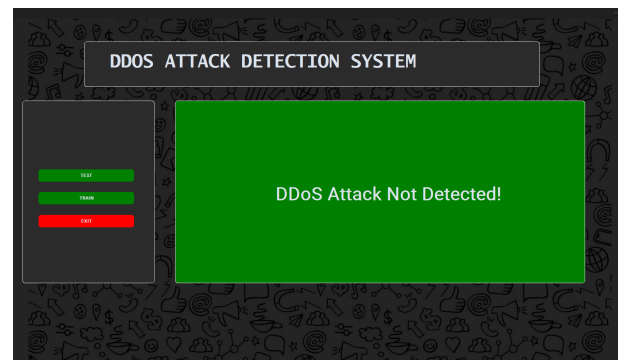 DDOS ATTACK DETECTION SYSTEM
TEST
TRAIN
EXIT
DDoS Attack Not Detected!